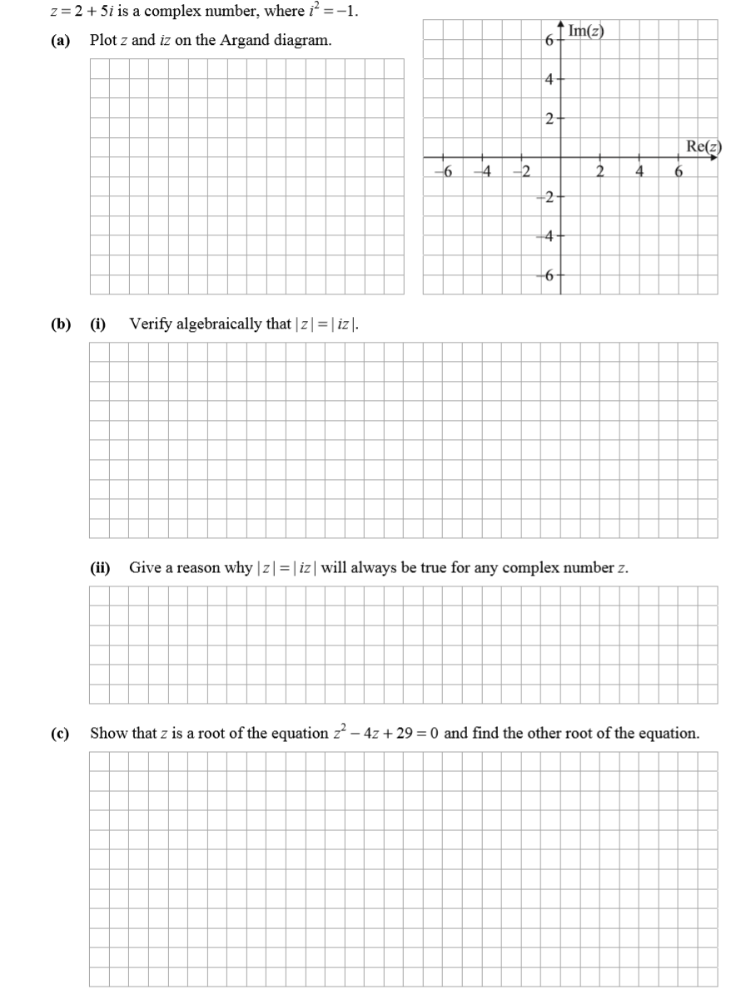 z = 2 + 5i is a complex number, where i² = −1.
(a) Plot z and iz on the Argand diagram.
Im(z)
6
4
2
Re(z)
−6 −4 −2 2 4 6
−2
−4
−6
(b) (i) Verify algebraically that |z| = |iz|.
(ii) Give a reason why |z| = |iz| will always be true for any complex number z.
(c) Show that z is a root of the equation z² − 4z + 29 = 0 and find the other root of the equation.